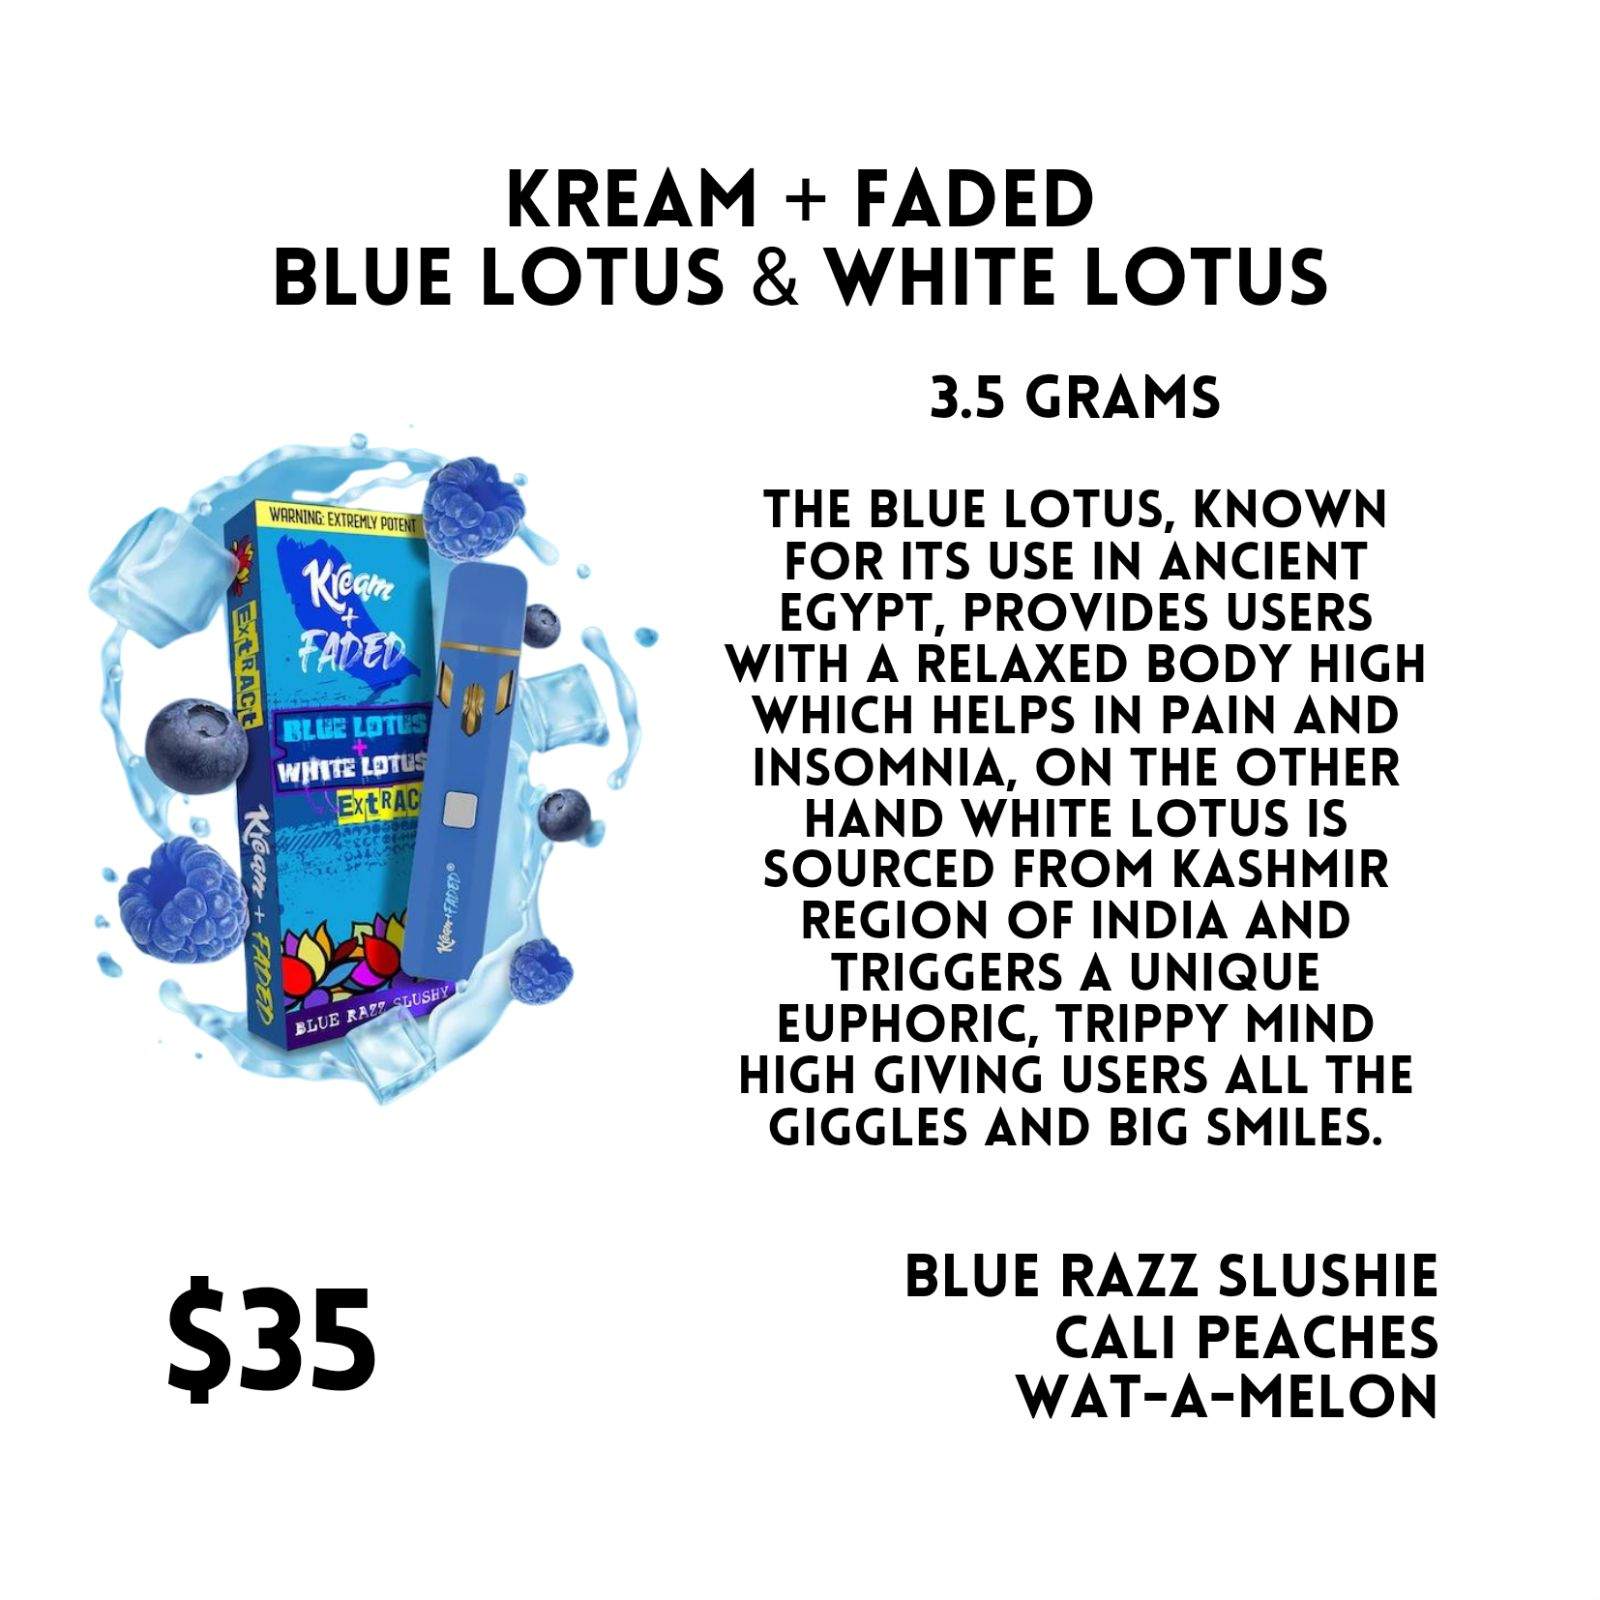 KREAM + FADED
BLUE LOTUS & WHITE LOTUS
3.5 GRAMS
THE BLUE LOTUS, KNOWN
FOR ITS USE IN ANCIENT
EGYPT, PROVIDES USERS
WITH A RELAXED BODY HIGH
WHICH HELPS IN PAIN AND
INSOMNIA, ON THE OTHER
HAND WHITE LOTUS IS
SOURCED FROM KASHMIR
REGION OF INDIA AND
TRIGGERS A UNIQUE
EUPHORIC, TRIPPY MIND
HIGH GIVING USERS ALL THE
GIGGLES AND BIG SMILES.
WARNING: EXTREMLY POTENT
Kream
+
FADED
BLUE LOTUS
+
WHITE LOTUS
ExtRAC
BLUE RAZZ SLUSHY
ExtRAct
Kream + FADED
Kream+FADED®
$35
BLUE RAZZ SLUSHIE
CALI PEACHES
WAT-A-MELON